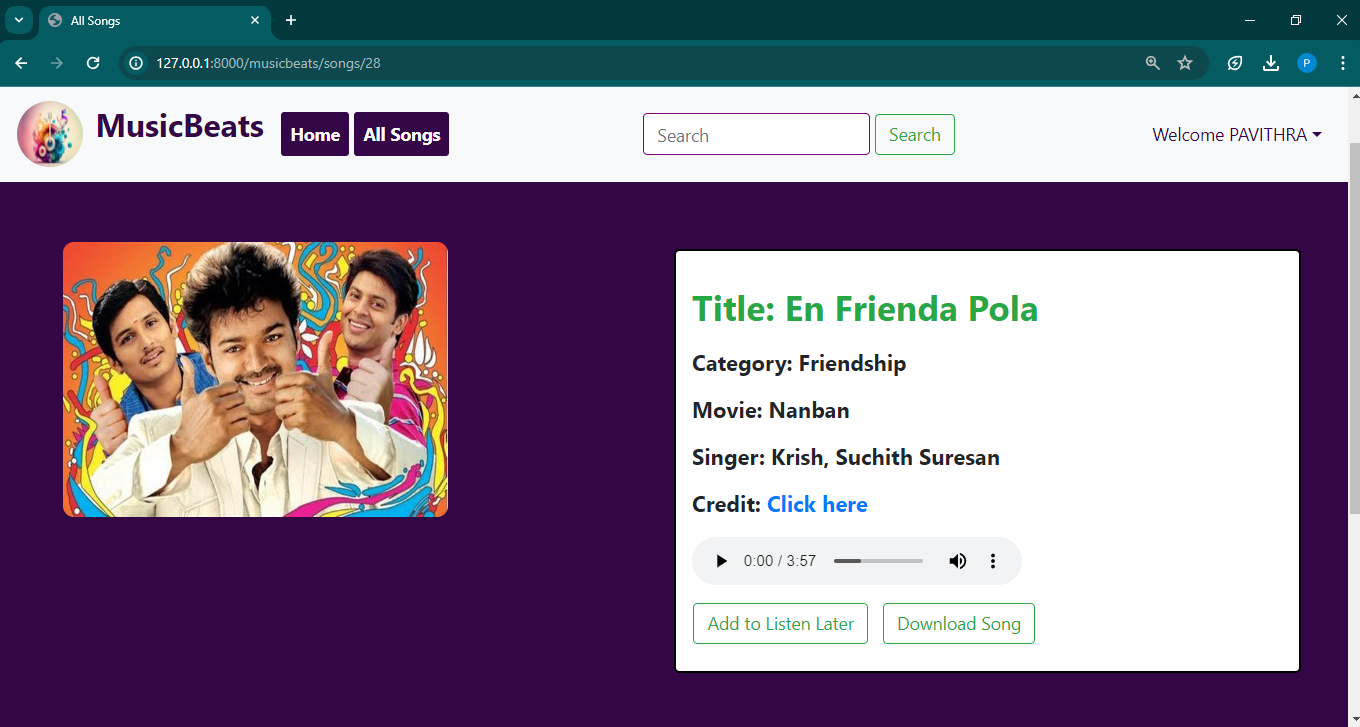 All Songs
127.0.0.1:8000/musicbeats/songs/28
P
MusicBeats
Home
All Songs
Search
Search
Welcome PAVITHRA
Title: En Frienda Pola
Category: Friendship
Movie: Nanban
Singer: Krish, Suchith Suresan
Credit: Click here
0:00 / 3:57
Add to Listen Later
Download Song